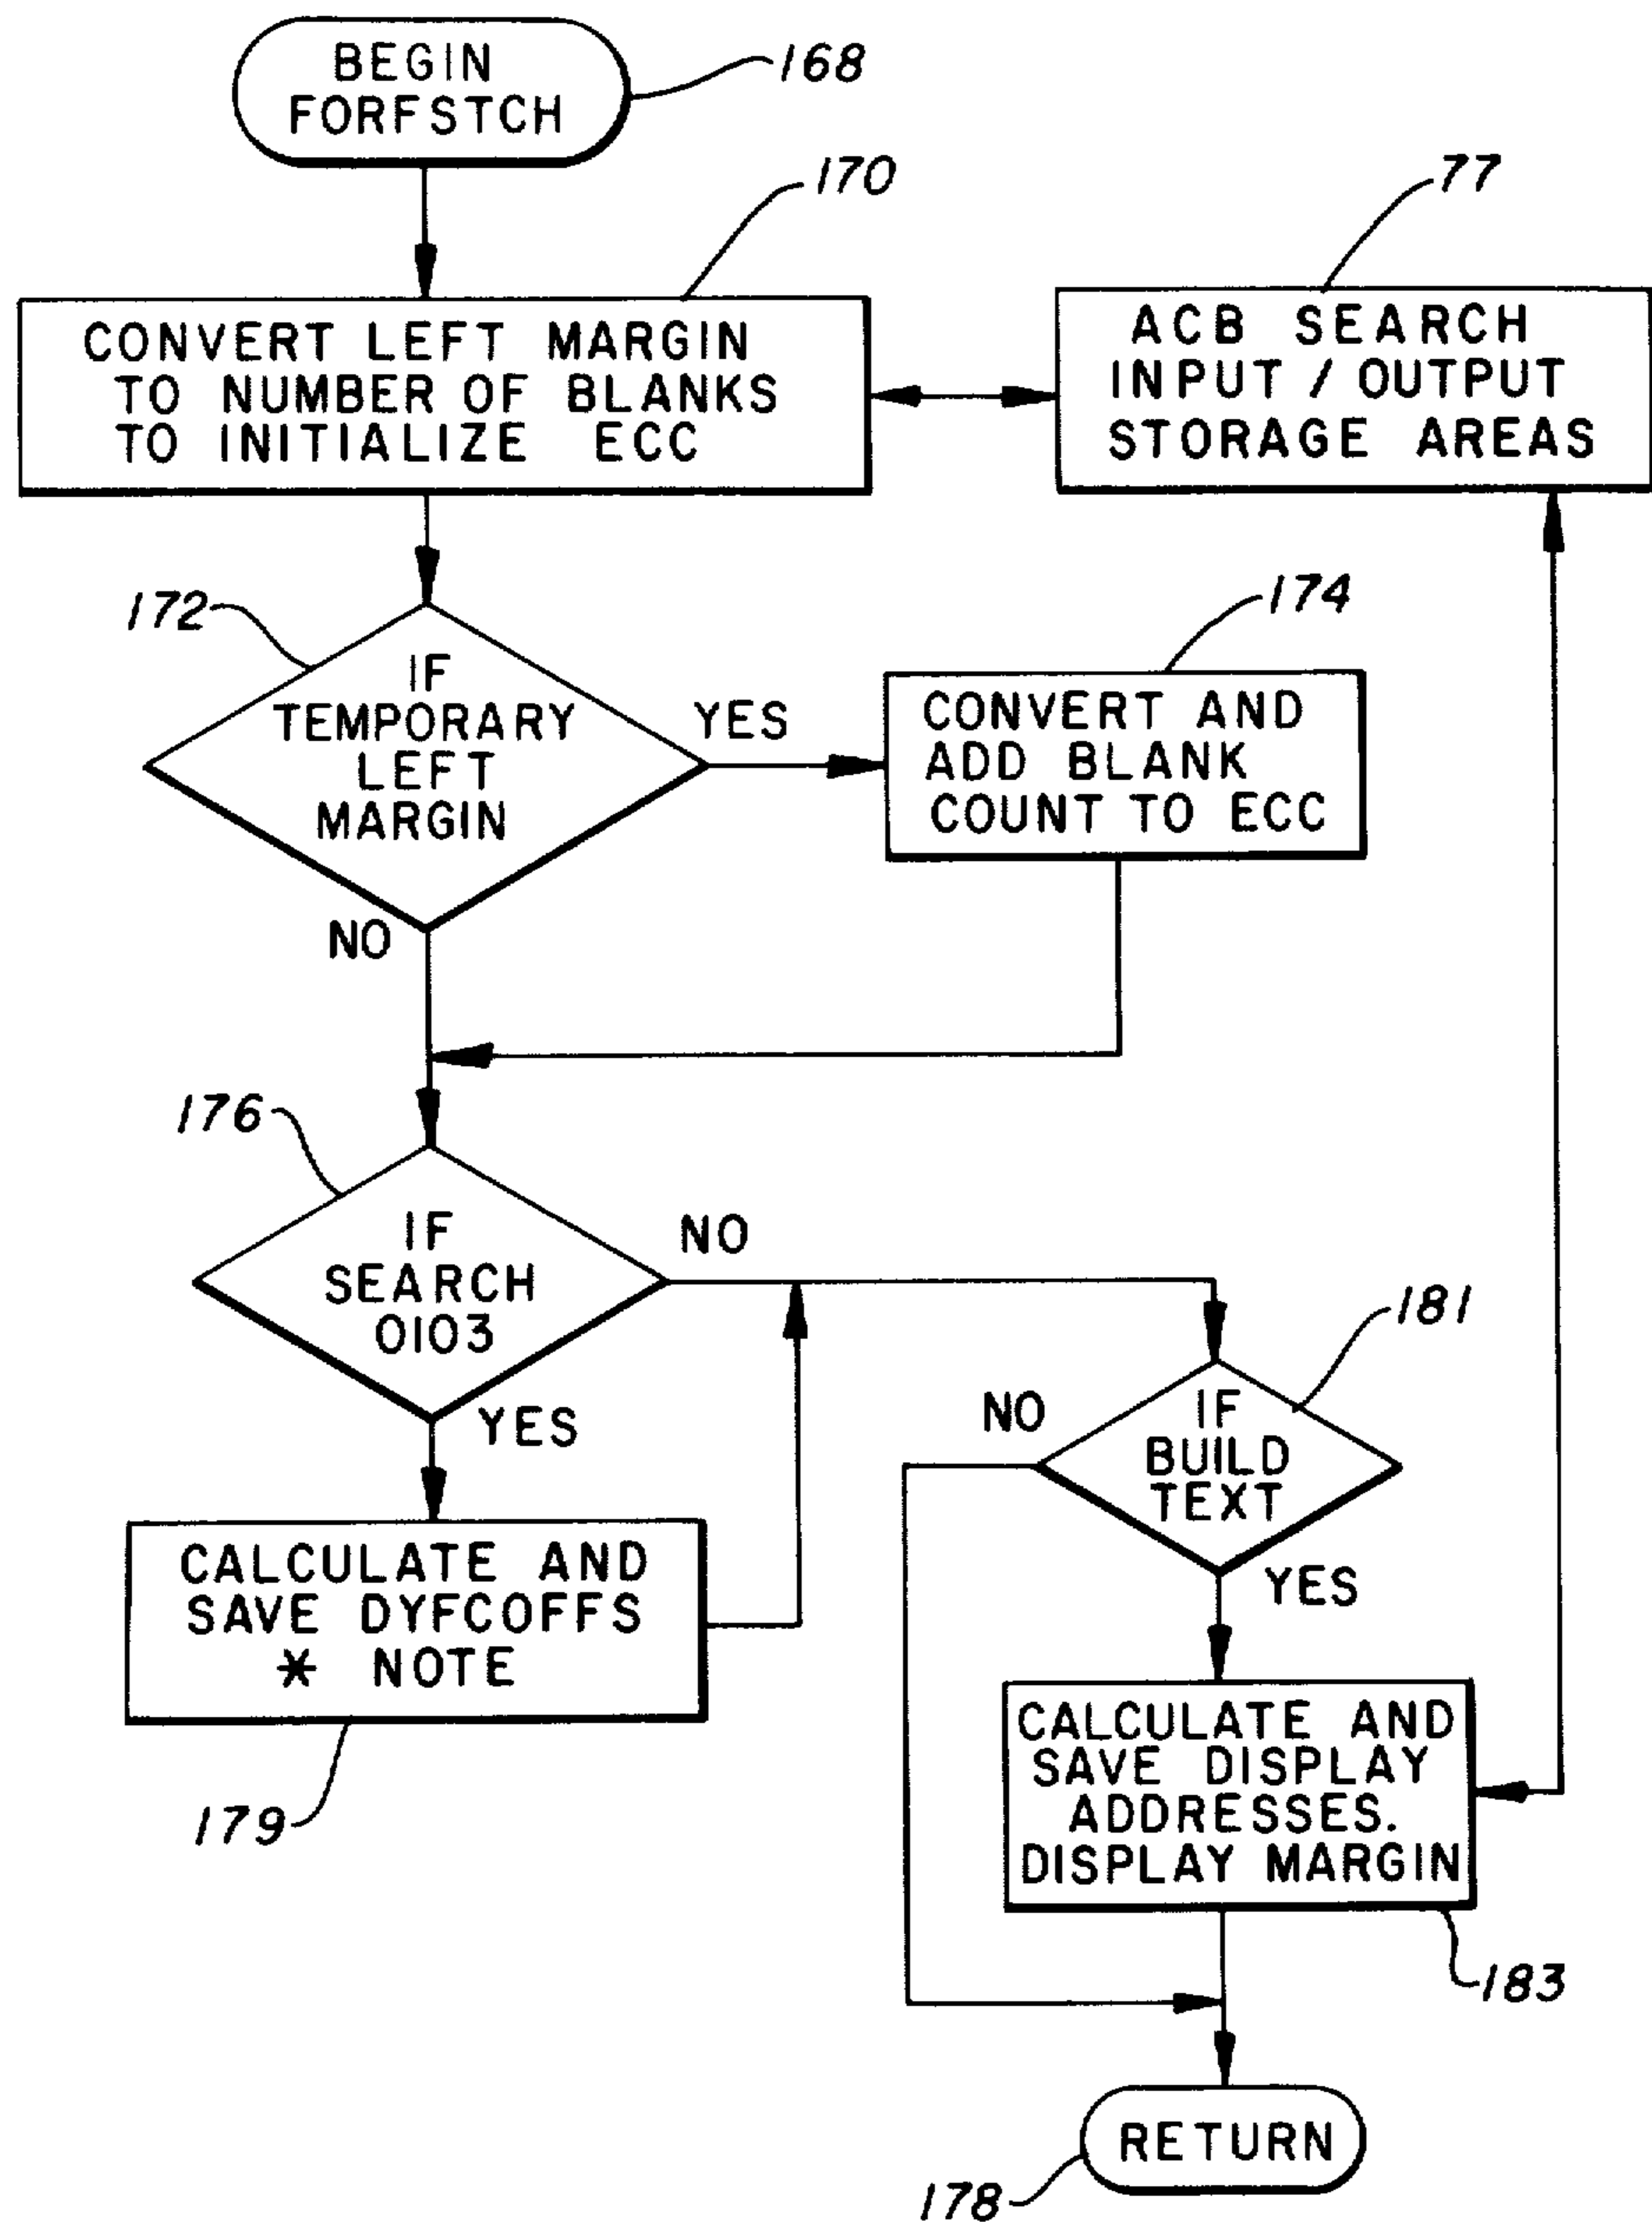 BEGIN
FORFSTCH
168
170
77
CONVERT LEFT MARGIN
TO NUMBER OF BLANKS
TO INITIALIZE ECC
ACB SEARCH
INPUT / OUTPUT
STORAGE AREAS
172
174
IF
TEMPORARY
LEFT
MARGIN
YES
NO
CONVERT AND
ADD BLANK
COUNT TO ECC
176
IF
SEARCH
0103
NO
YES
181
NO
IF
BUILD
TEXT
YES
CALCULATE AND
SAVE DYFCOFFS
* NOTE
179
CALCULATE AND
SAVE DISPLAY
ADDRESSES.
DISPLAY MARGIN
183
RETURN
178